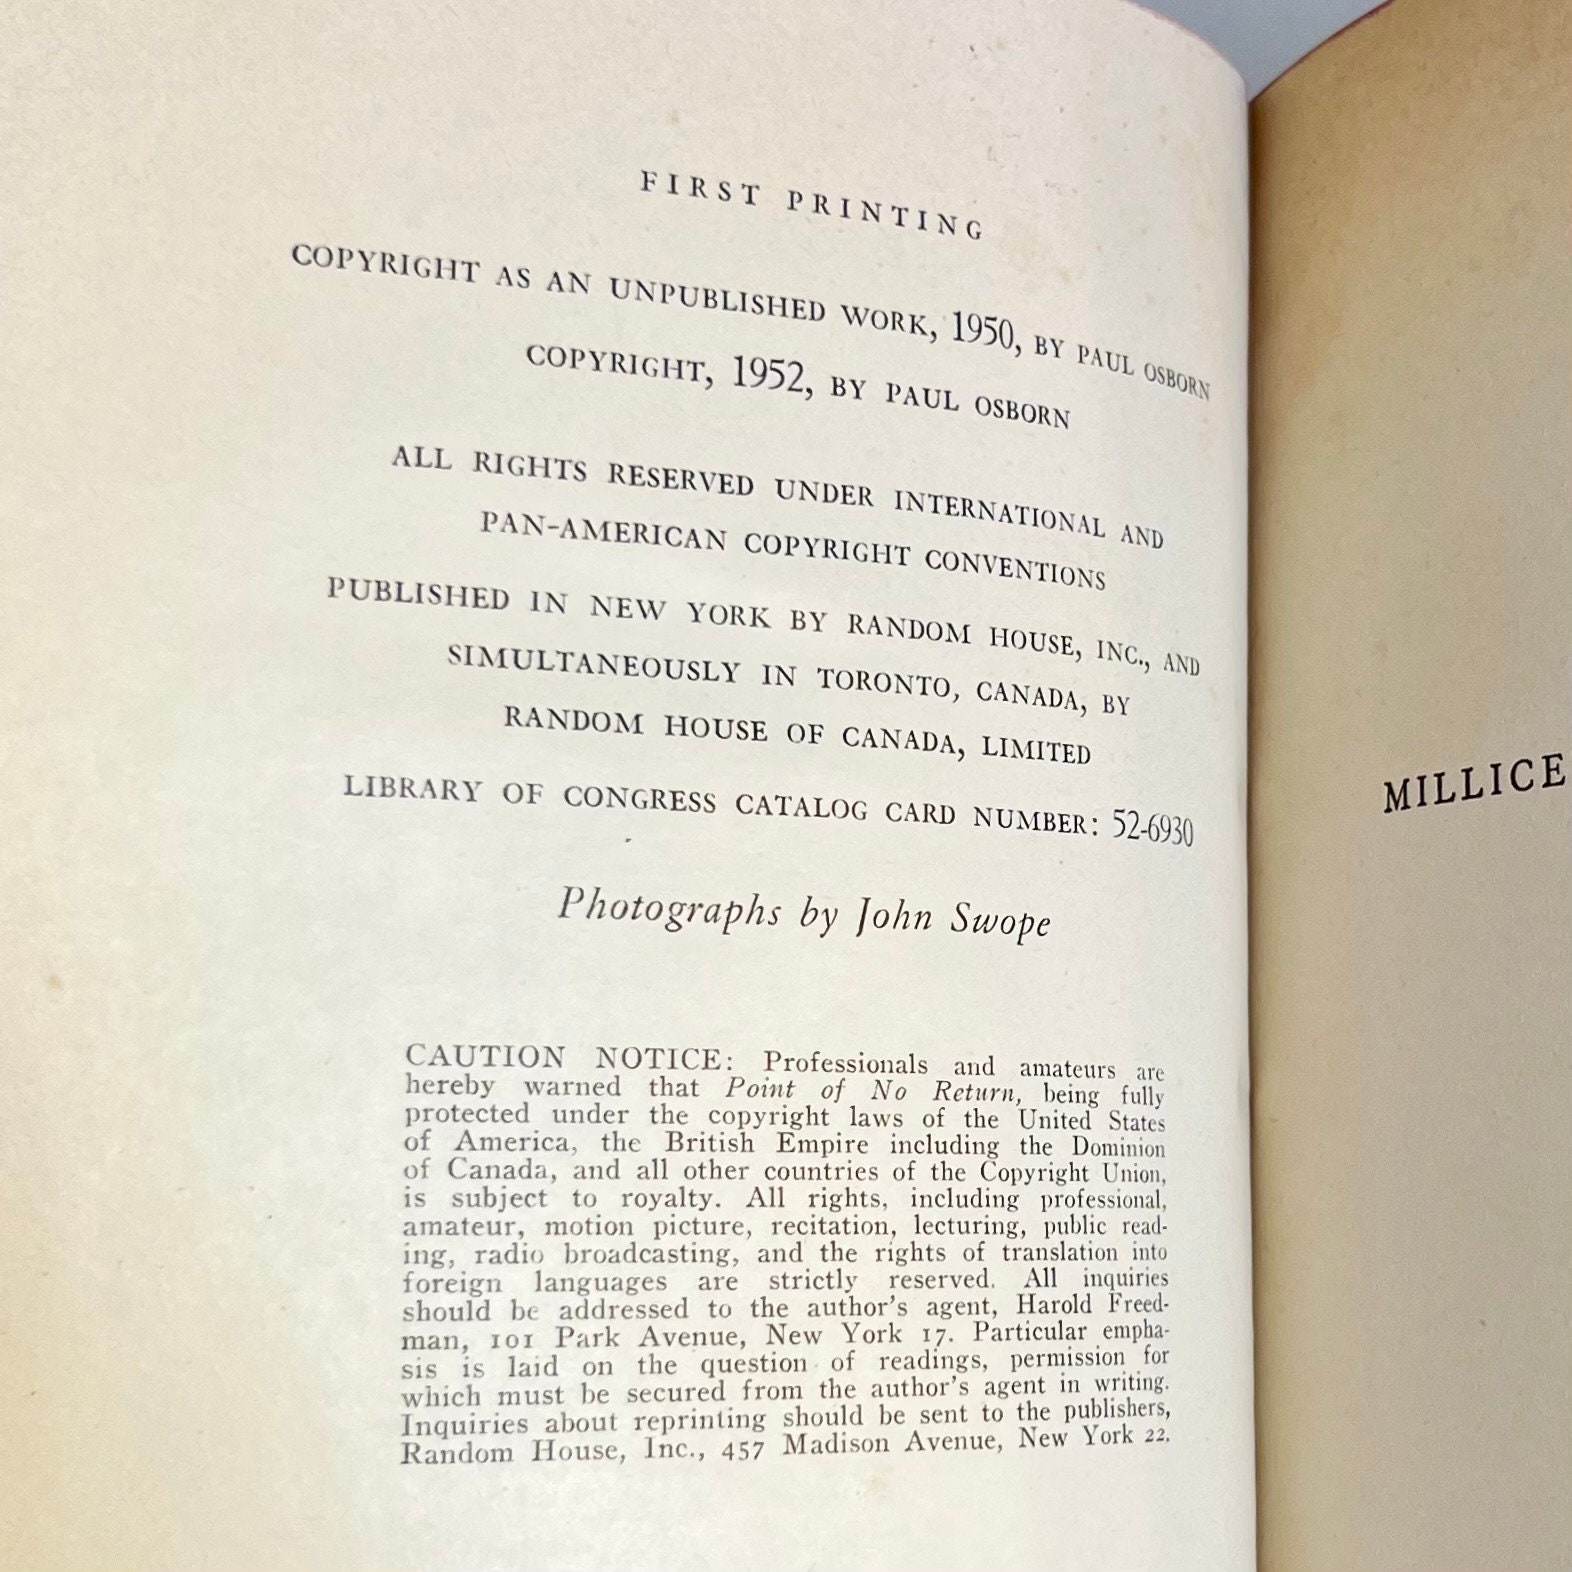 FIRST PRINTING
COPYRIGHT AS AN UNPUBLISHED WORK, 1950, BY PAUL OSBORN
COPYRIGHT, 1952, BY PAUL OSBORN
ALL RIGHTS RESERVED UNDER INTERNATIONAL AND
PAN-AMERICAN COPYRIGHT CONVENTIONS
PUBLISHED IN NEW YORK BY RANDOM HOUSE, INC., AND
SIMULTANEOUSLY IN TORONTO, CANADA, BY
RANDOM HOUSE OF CANADA, LIMITED
LIBRARY OF CONGRESS CATALOG CARD NUMBER: 52-6930
Photographs by John Swope
CAUTION NOTICE: Professionals and amateurs are
hereby warned that Point of No Return, being fully
protected under the copyright laws of the United States
of America, the British Empire including the Dominion
of Canada, and all other countries of the Copyright Union,
is subject to royalty. All rights, including professional,
amateur, motion picture, recitation, lecturing, public read-
ing, radio broadcasting, and the rights of translation into
foreign languages are strictly reserved. All inquiries
should be addressed to the author's agent, Harold Freed-
man, 101 Park Avenue, New York 17. Particular empha-
sis is laid on the question of readings, permission for
which must be secured from the author's agent in writing.
Inquiries about reprinting should be sent to the publishers,
Random House, Inc., 457 Madison Avenue, New York 22.
MILLICE